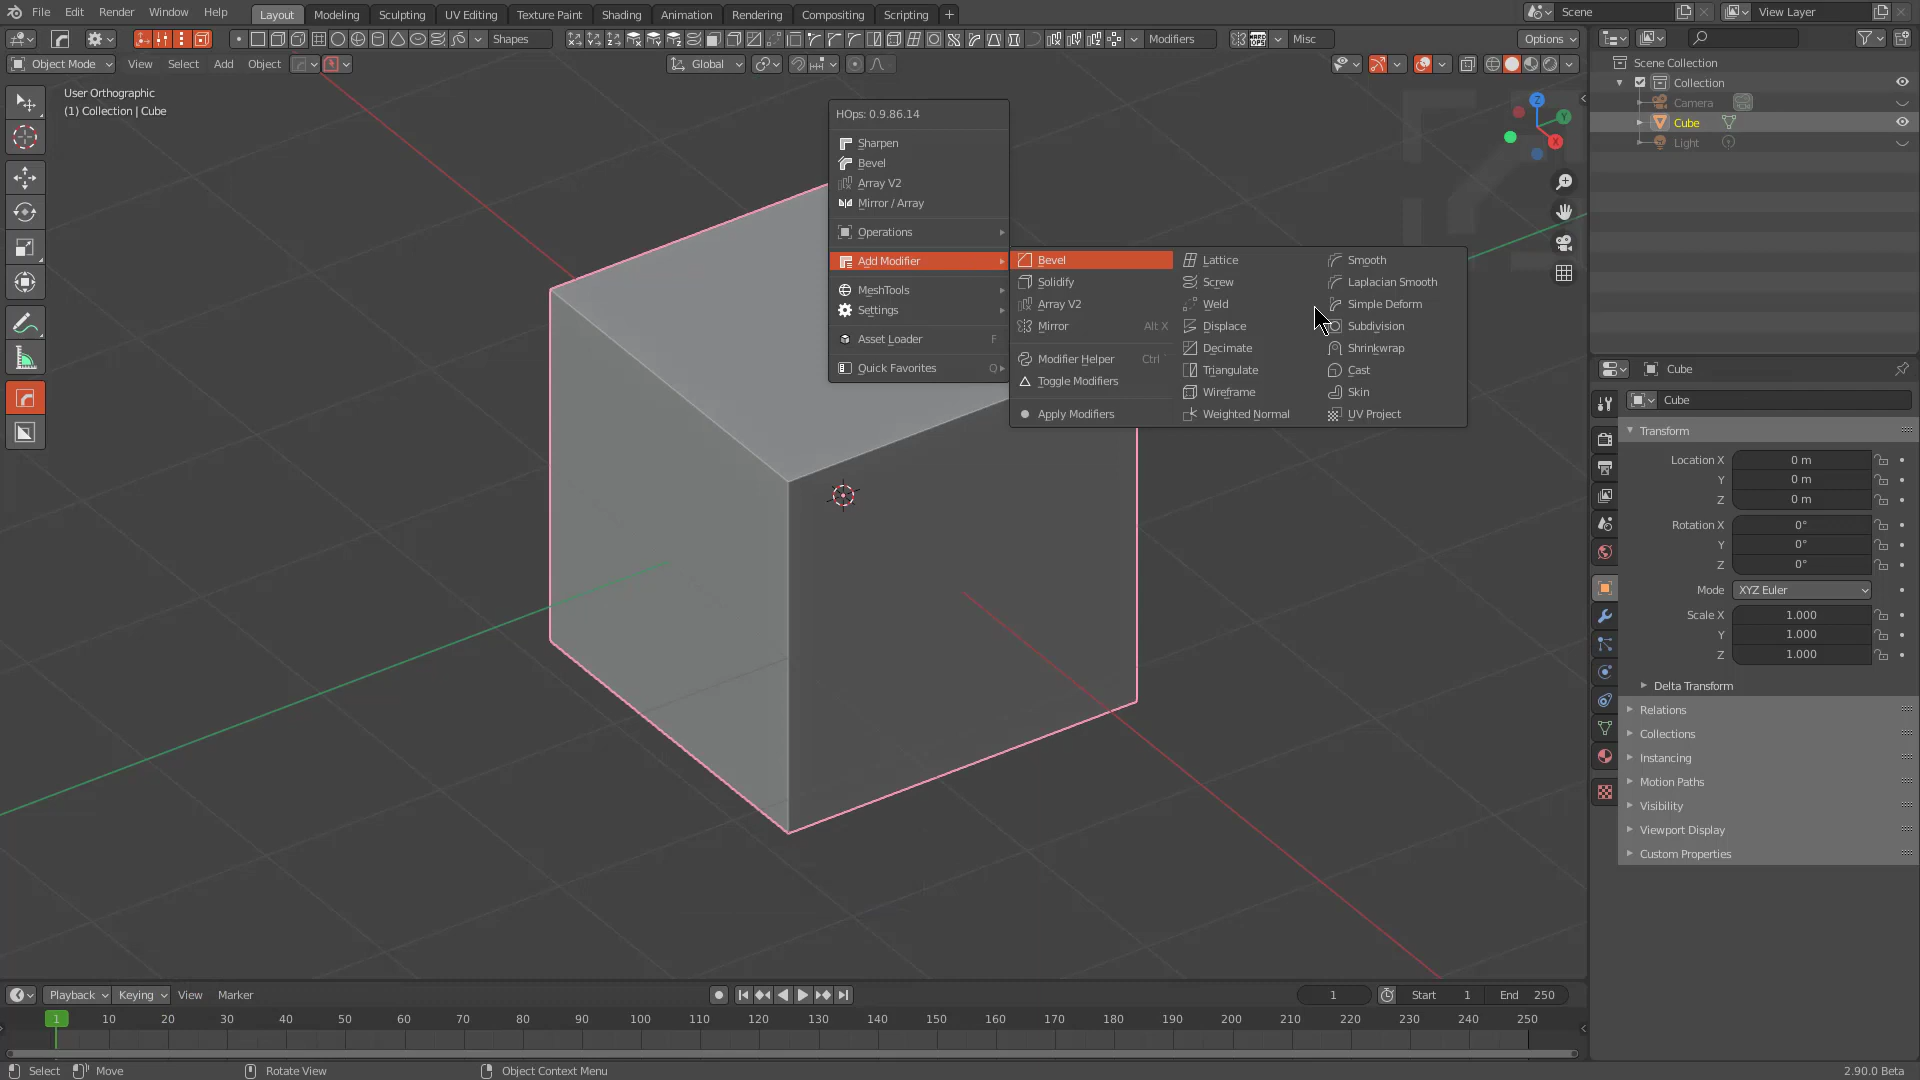 File Edit Render Window Help Layout Modeling Sculpting UV Editing Texture Paint Shading Animation Rendering Compositing Scripting + Scene View Layer
Shapes Modifiers Misc Options
Object Mode View Select Add Object Global
User Orthographic
(1) Collection | Cube
HOps: 0.9.86.14
Sharpen
Bevel
Array V2
Mirror / Array
Operations
Add Modifier
MeshTools
Settings
Asset Loader F
Quick Favorites Q
Bevel
Solidify
Array V2
Mirror Alt X
Modifier Helper Ctrl `
Toggle Modifiers
Apply Modifiers
Lattice
Screw
Weld
Displace
Decimate
Triangulate
Wireframe
Weighted Normal
Smooth
Laplacian Smooth
Simple Deform
Subdivision
Shrinkwrap
Cast
Skin
UV Project
Z
Y
X
Scene Collection
Collection
Camera
Cube
Light
Cube
Cube
Transform
Location X 0 m
Y 0 m
Z 0 m
Rotation X 0°
Y 0°
Z 0°
Mode XYZ Euler
Scale X 1.000
Y 1.000
Z 1.000
Delta Transform
Relations
Collections
Instancing
Motion Paths
Visibility
Viewport Display
Custom Properties
Playback Keying View Marker 1 Start 1 End 250
1 10 20 30 40 50 60 70 80 90 100 110 120 130 140 150 160 170 180 190 200 210 220 230 240 250
Select Move Rotate View Object Context Menu 2.90.0 Beta